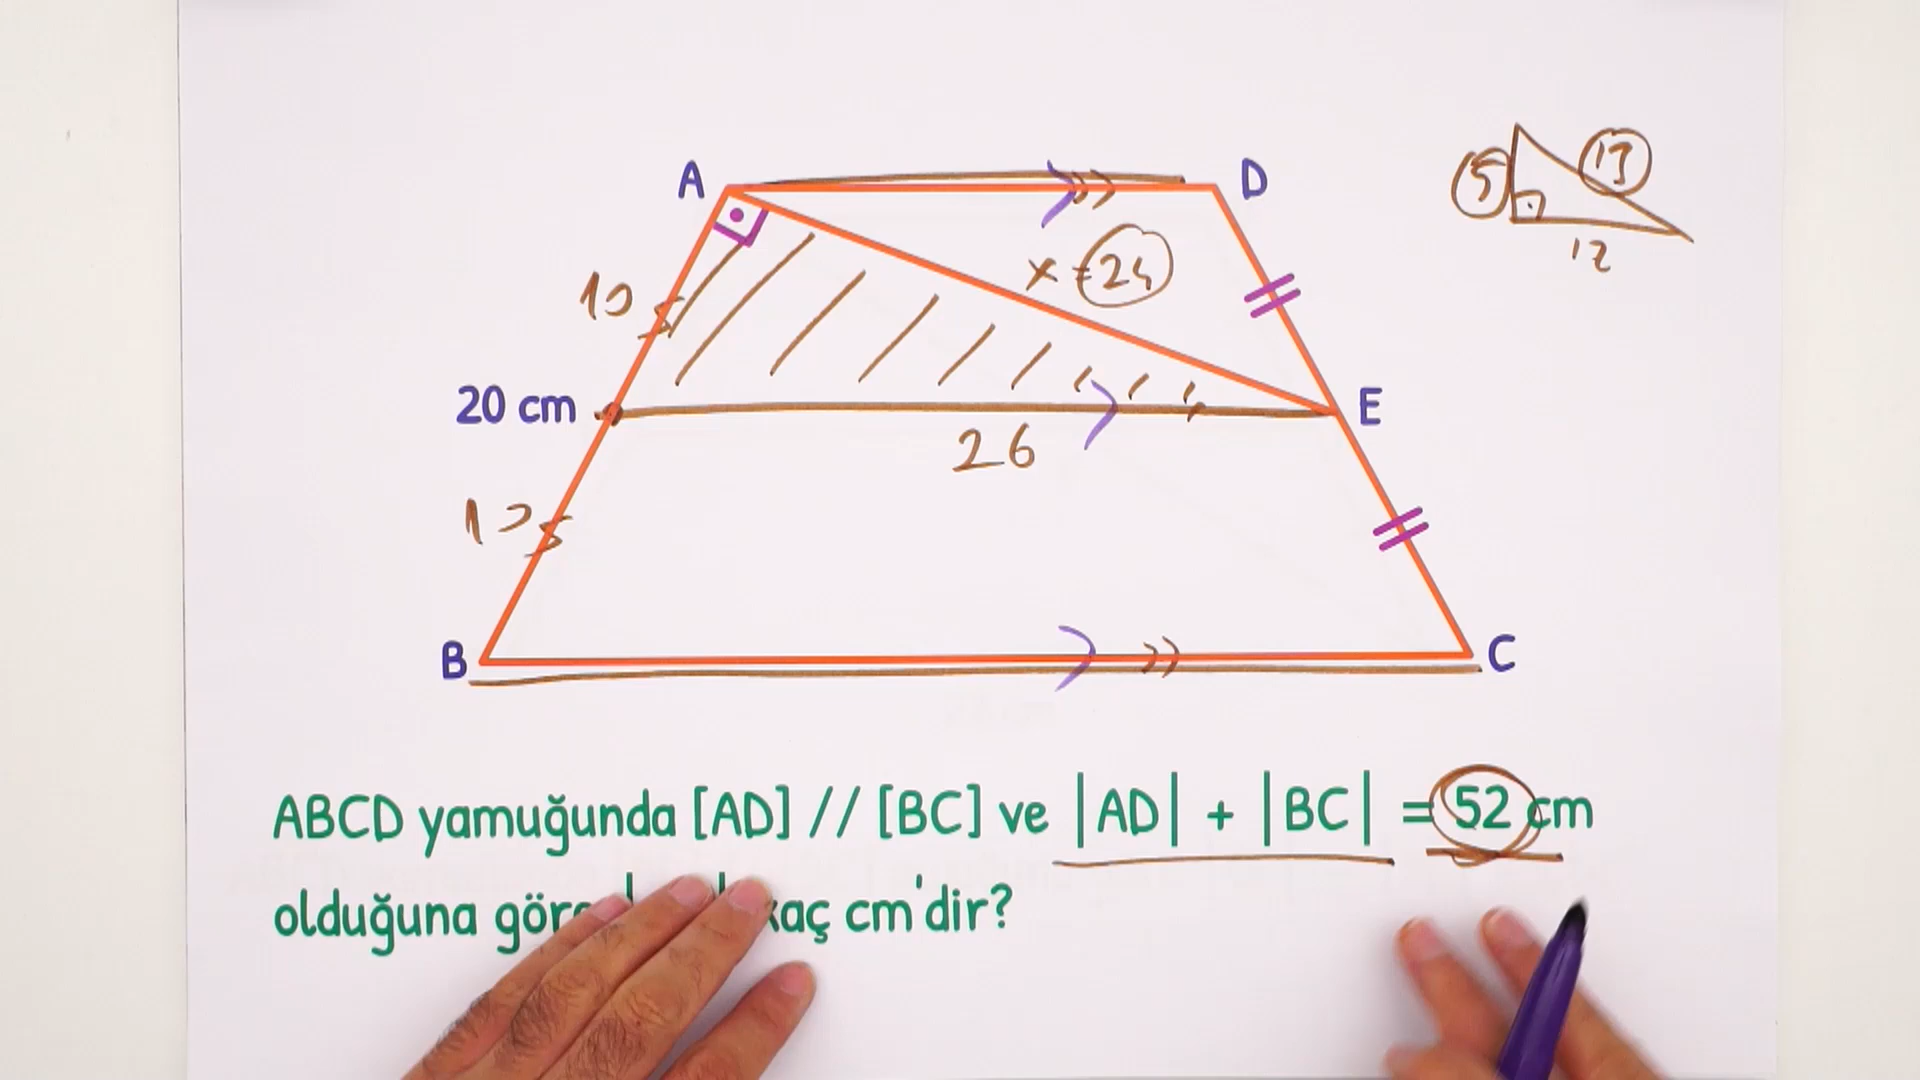 A
D
5
13
12
10
x = 24
20 cm
E
26
10
B
C
ABCD yamuğunda [AD] // [BC] ve |AD| + |BC| = 52 cm
olduğuna kaç cm'dir?